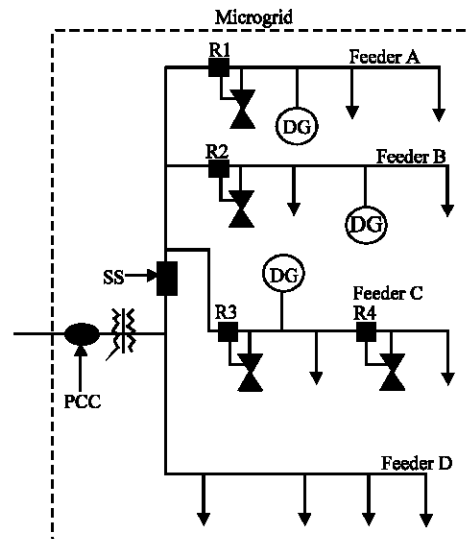 Microgrid
R1
Feeder A
DG
R2
Feeder B
DG
DG
SS
R3
Feeder C
R4
PCC
Feeder D